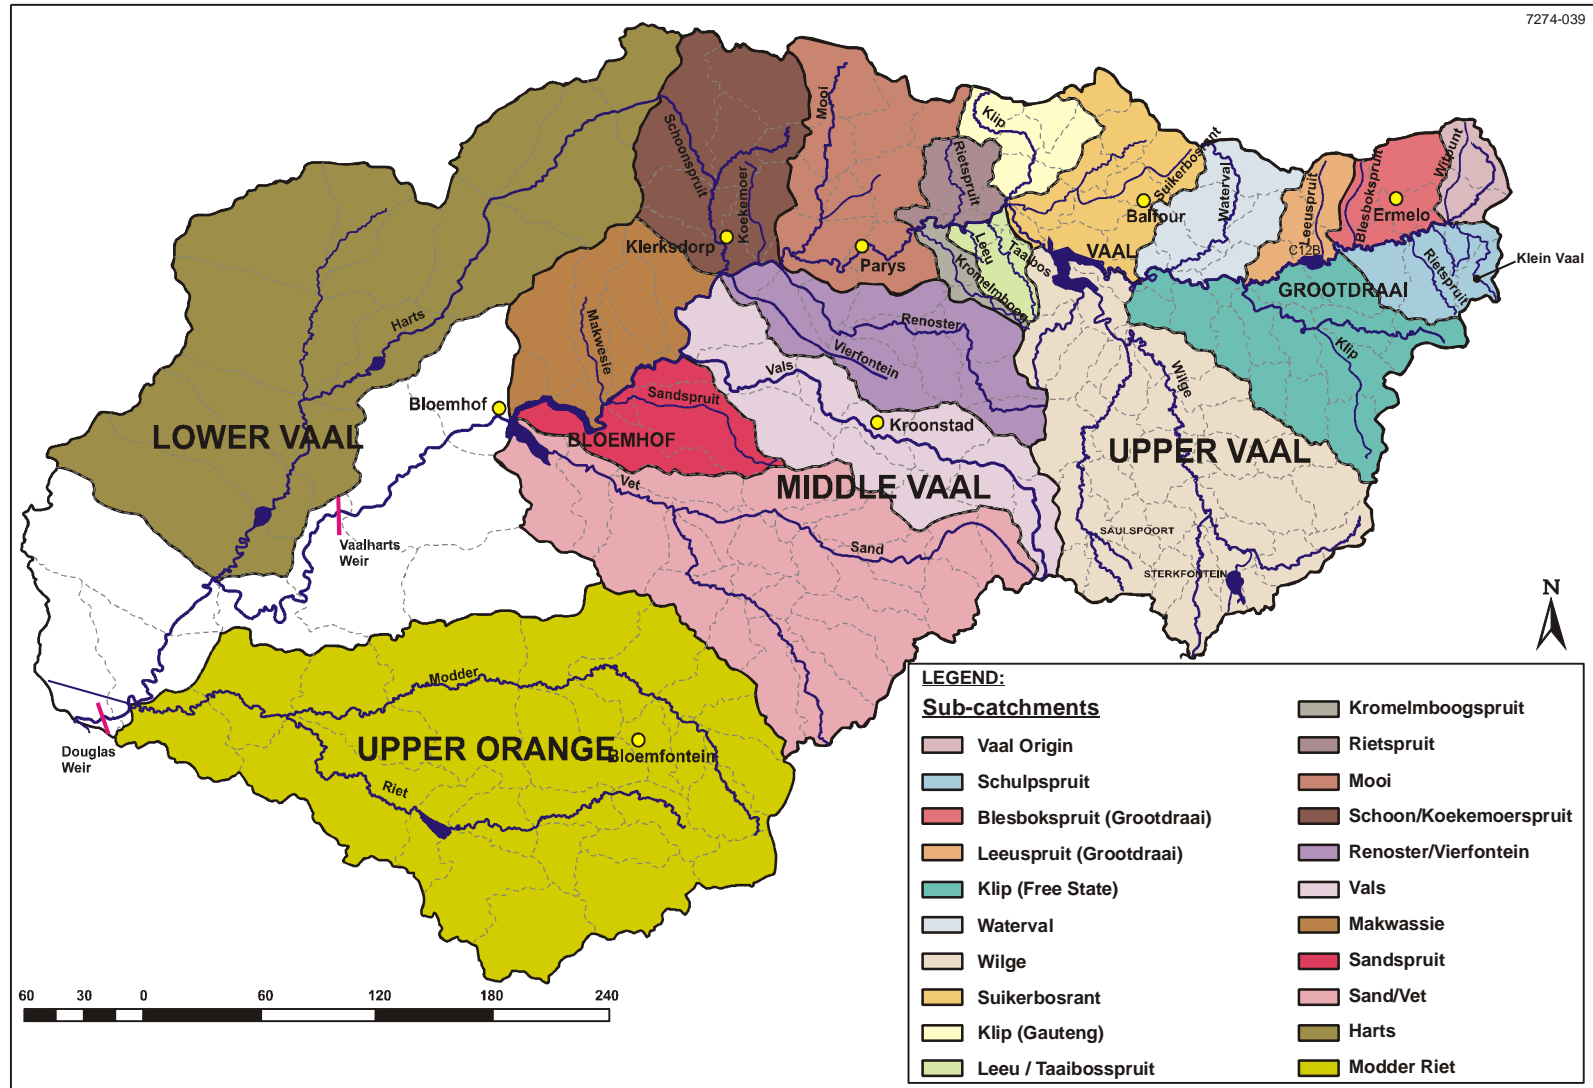 7274-039
Mooi
Klip
Schoonspruit
Koekemoer
Rietspruit
Suikerbosrant
Waterval
Leeuspruit
Blesbokspruit
Witpunt
Balfour
Ermelo
Klerksdorp
Parys
Leeu
Taaibos
Kromelmboog
VAAL
C12B
GROOTDRAAI
Rietspruit
Klein Vaal
Harts
Makwesie
Renoster
Vierfontein
Vals
Klip
Wilge
Bloemhof
Sandspruit
Kroonstad
LOWER VAAL
BLOEMHOF
UPPER VAAL
MIDDLE VAAL
Vet
Vaalharts
Weir
Sand
SAULSPOORT
STERKFONTEIN
N
Modder
UPPER ORANGE
Bloemfontein
Douglas
Weir
Riet
LEGEND:
Sub-catchments
Vaal Origin
Schulpspruit
Blesbokspruit (Grootdraai)
Leeuspruit (Grootdraai)
Klip (Free State)
Waterval
Wilge
Suikerbosrant
Klip (Gauteng)
Leeu / Taaibosspruit
Kromelmboogspruit
Rietspruit
Mooi
Schoon/Koekemoerspruit
Renoster/Vierfontein
Vals
Makwassie
Sandspruit
Sand/Vet
Harts
Modder Riet
60 30 0 60 120 180 240